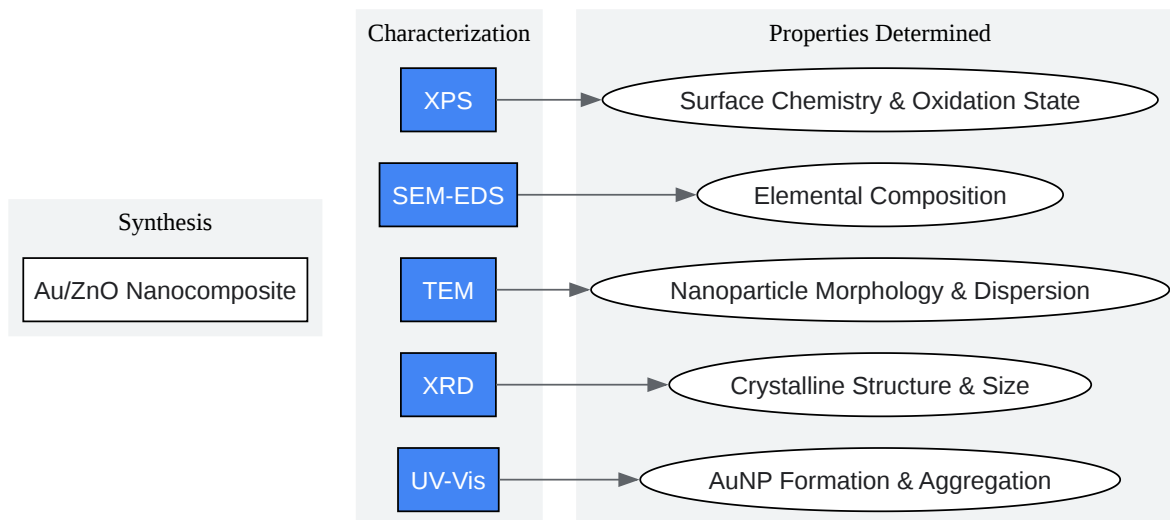 Synthesis
Au/ZnO Nanocomposite
Characterization
XPS
SEM-EDS
TEM
XRD
UV-Vis
Properties Determined
Surface Chemistry & Oxidation State
Elemental Composition
Nanoparticle Morphology & Dispersion
Crystalline Structure & Size
AuNP Formation & Aggregation